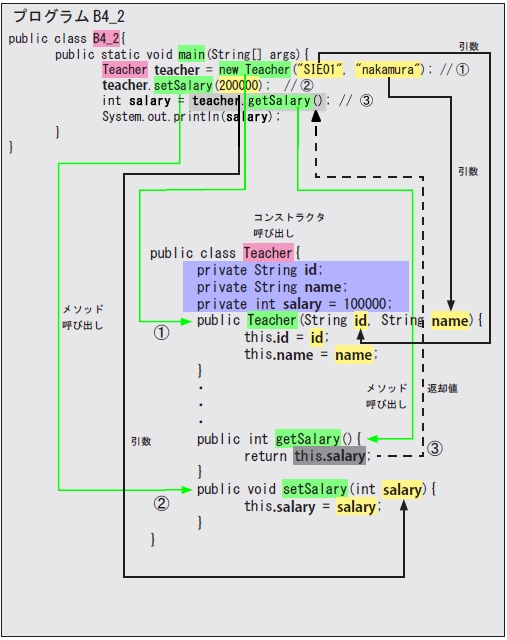 プログラム B4_2
public class B4_2{
public static void main(String[] args) {
引数
Teacher teacher = new Teacher("SIE01", "nakamura"); // ①
teacher.setSalary(200000); // ②
int salary = teacher.getSalary(); // ③
System.out.println(salary);
}
}
引数
コンストラクタ
呼び出し
public class Teacher{
private String id;
private String name;
private int salary = 100000;
メソッド
呼び出し
public Teacher(String id, String name){
①
this.id = id;
this.name = name;
}
・
・
・
メソッド
呼び出し
返却値
引数
public int getSalary(){
return this.salary;
③
}
public void setSalary(int salary){
②
this.salary = salary;
}
}